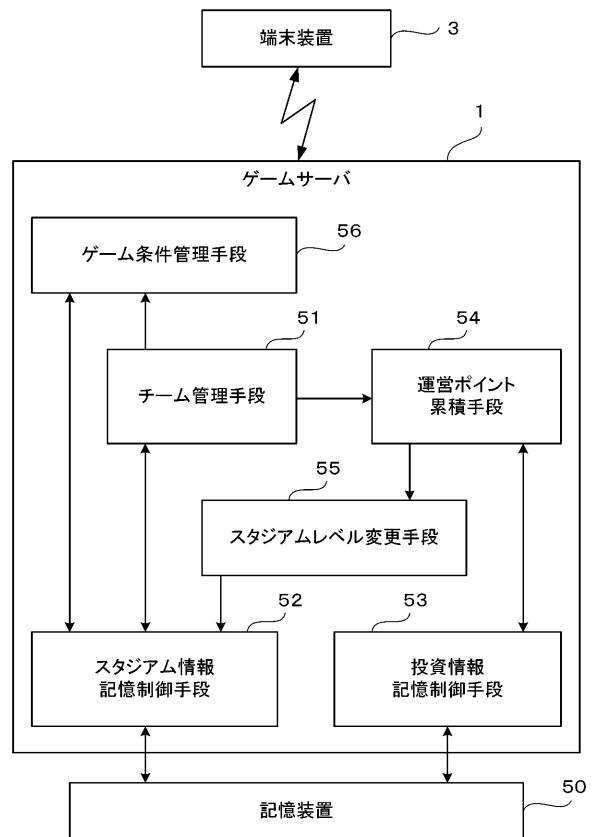 端末装置
3
1
ゲームサーバ
ゲーム条件管理手段
56
51
54
チーム管理手段
運営ポイント
累積手段
55
スタジアムレベル変更手段
52
53
スタジアム情報
記憶制御手段
投資情報
記憶制御手段
記憶装置
50